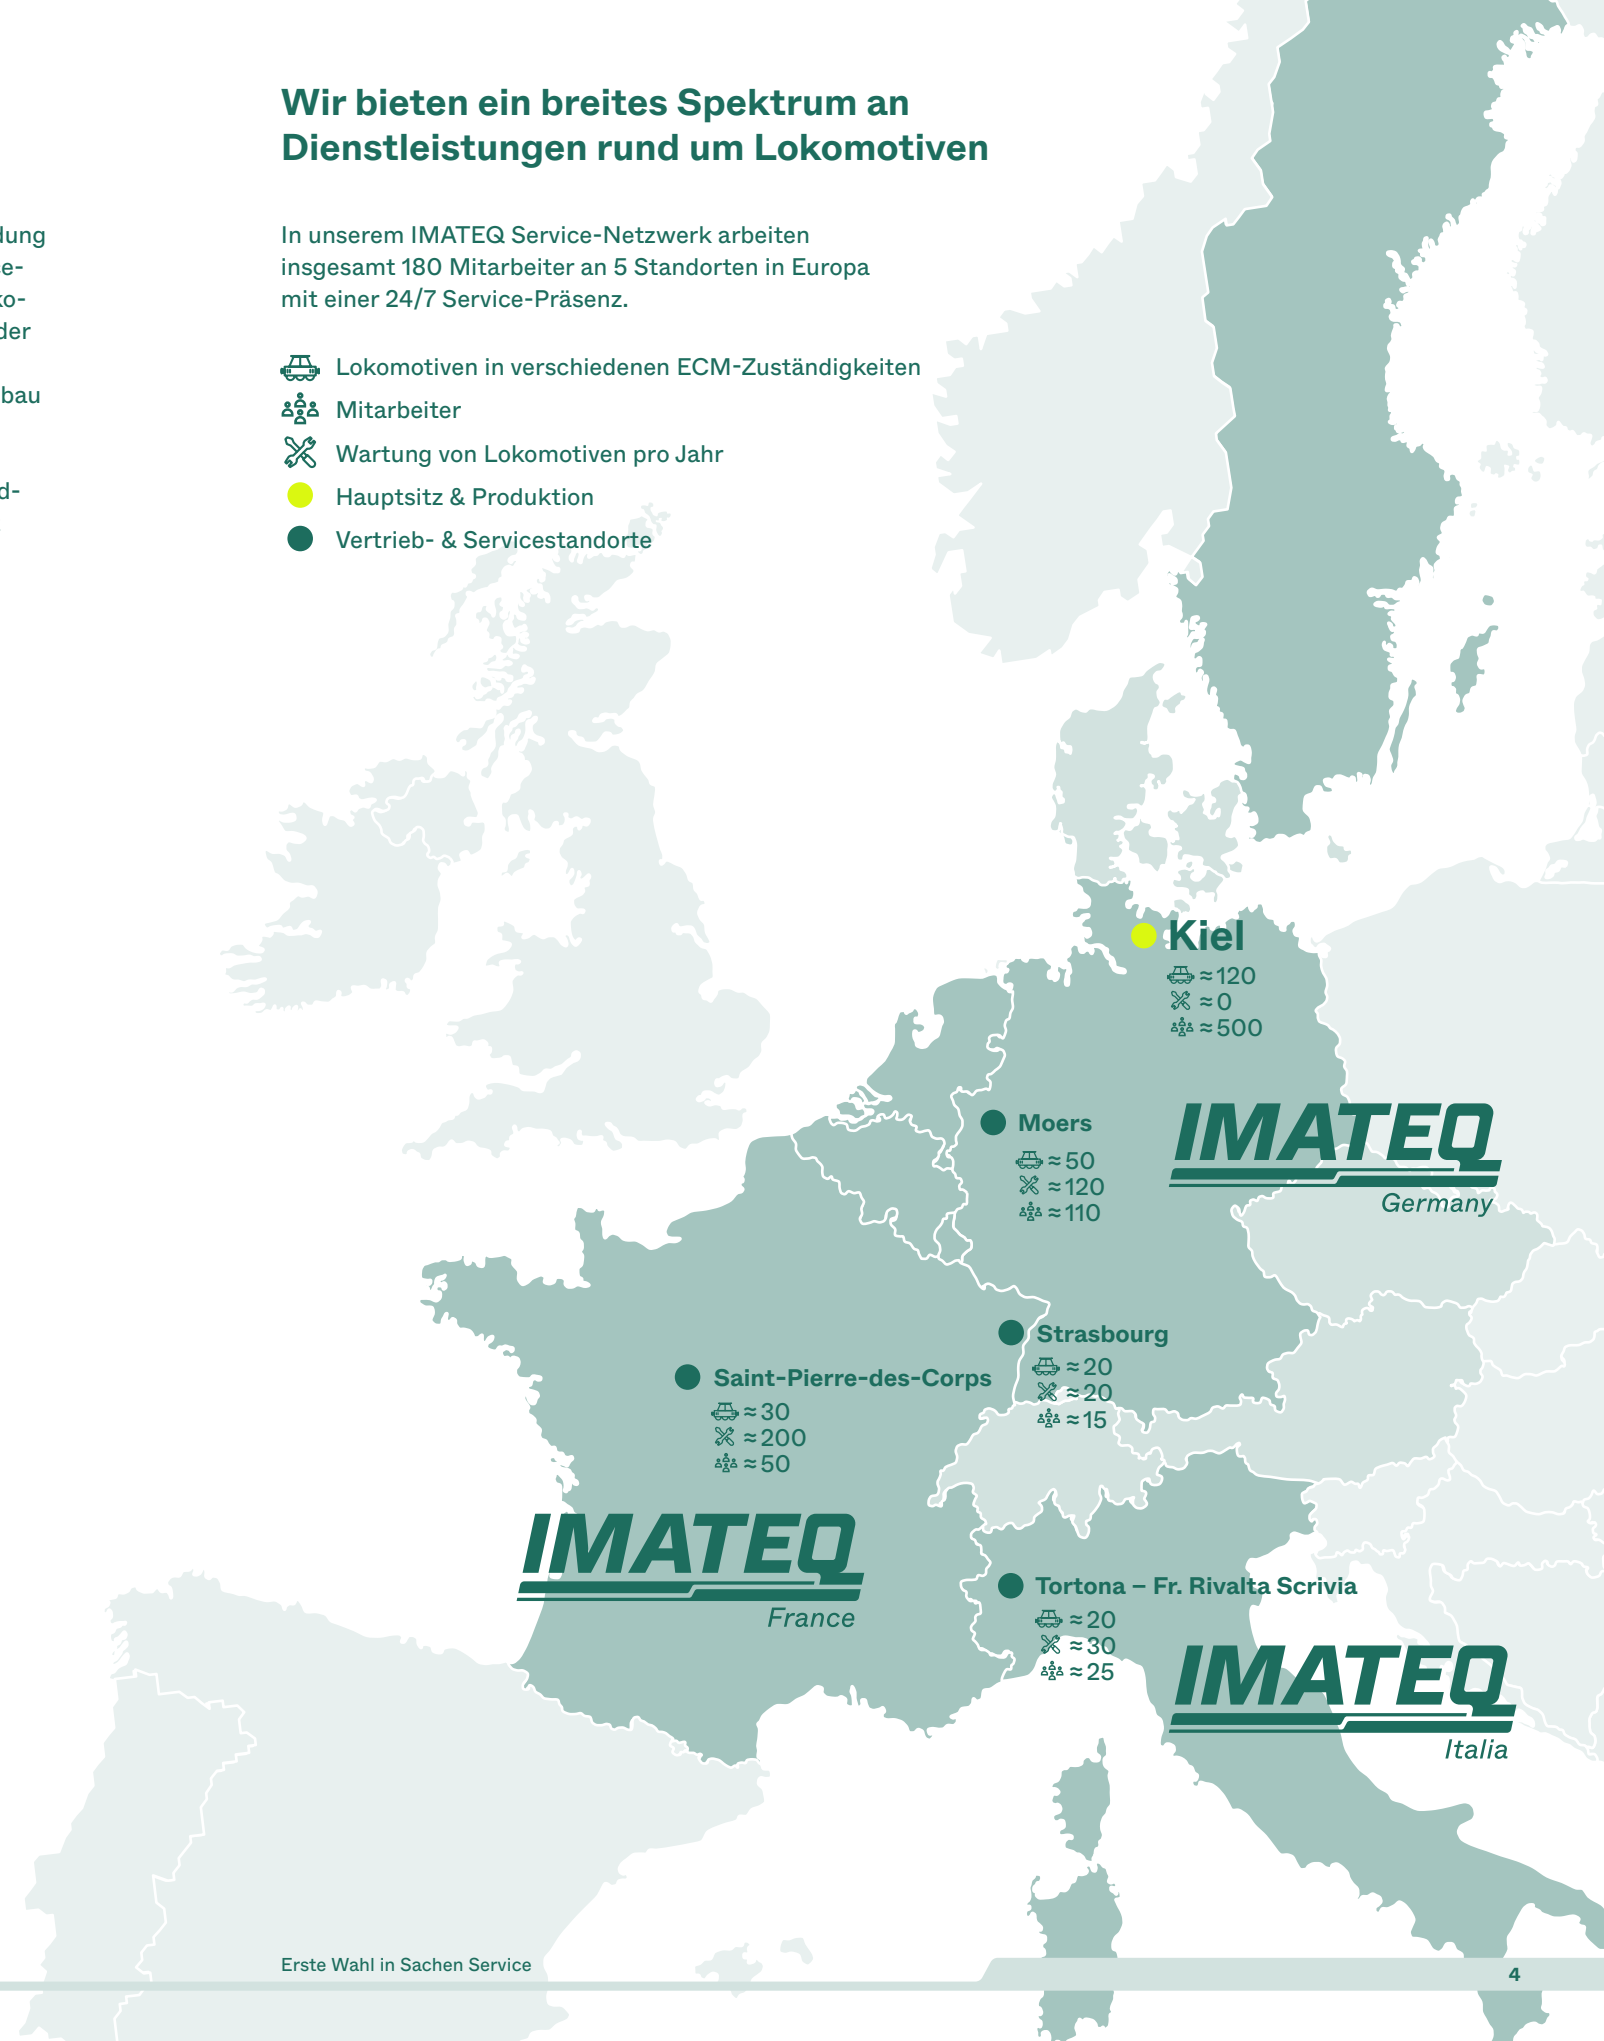 Wir bieten ein breites Spektrum an
Dienstleistungen rund um Lokomotiven
dung
e-
ko-
der
bau
d-
In unserem IMATEQ Service-Netzwerk arbeiten
insgesamt 180 Mitarbeiter an 5 Standorten in Europa
mit einer 24/7 Service-Präsenz.
Lokomotiven in verschiedenen ECM-Zuständigkeiten
Mitarbeiter
Wartung von Lokomotiven pro Jahr
Hauptsitz & Produktion
Vertrieb- & Servicestandorte
Kiel
≈120
≈0
≈500
Moers
≈50
≈120
≈110
IMATEQ
Germany
Strasbourg
≈20
≈20
≈15
Saint-Pierre-des-Corps
≈30
≈200
≈50
IMATEQ
France
Tortona – Fr. Rivalta Scrivia
≈20
≈30
≈25
IMATEQ
Italia
Erste Wahl in Sachen Service
4